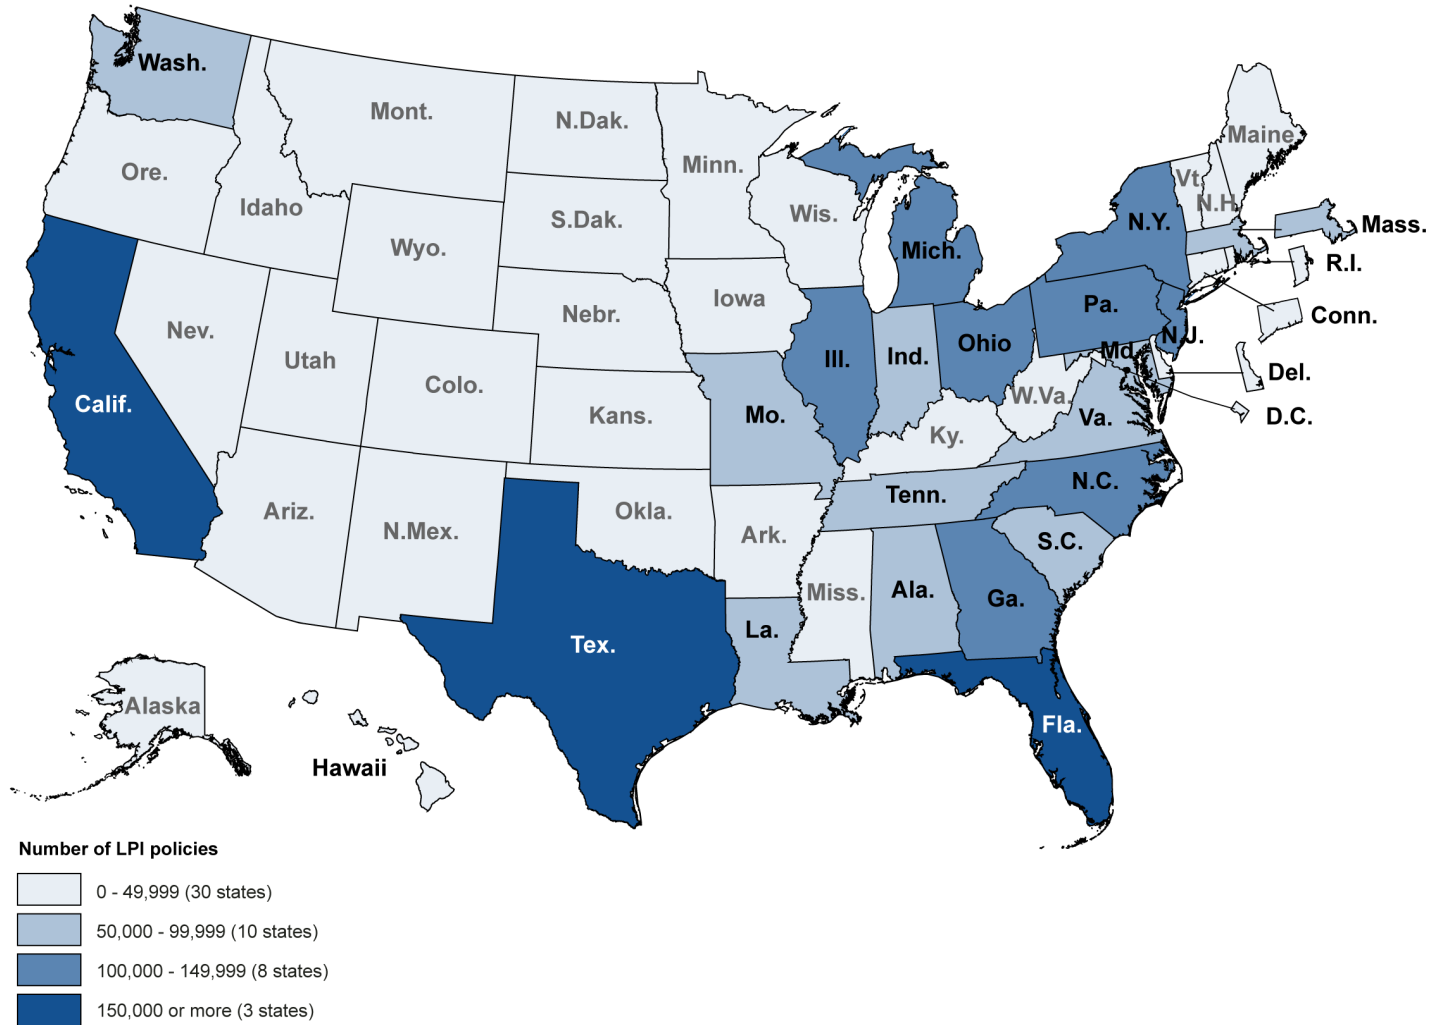 Wash.
Mont.
N.Dak.
Minn.
Maine
Ore.
Idaho
Wyo.
S.Dak.
Wis.
Mich.
N.Y.
Vt.
N.H.
Mass.
R.I.
Conn.
Nev.
Utah
Colo.
Nebr.
Iowa
Ill.
Ind.
Ohio
Pa.
N.J.
Md.
Del.
D.C.
Calif.
Kans.
Mo.
Ky.
W.Va.
Va.
Ariz.
N.Mex.
Okla.
Ark.
Tenn.
N.C.
S.C.
Tex.
La.
Miss.
Ala.
Ga.
Fla.
Alaska
Hawaii
Number of LPI policies
0 - 49,999 (30 states)
50,000 - 99,999 (10 states)
100,000 - 149,999 (8 states)
150,000 or more (3 states)